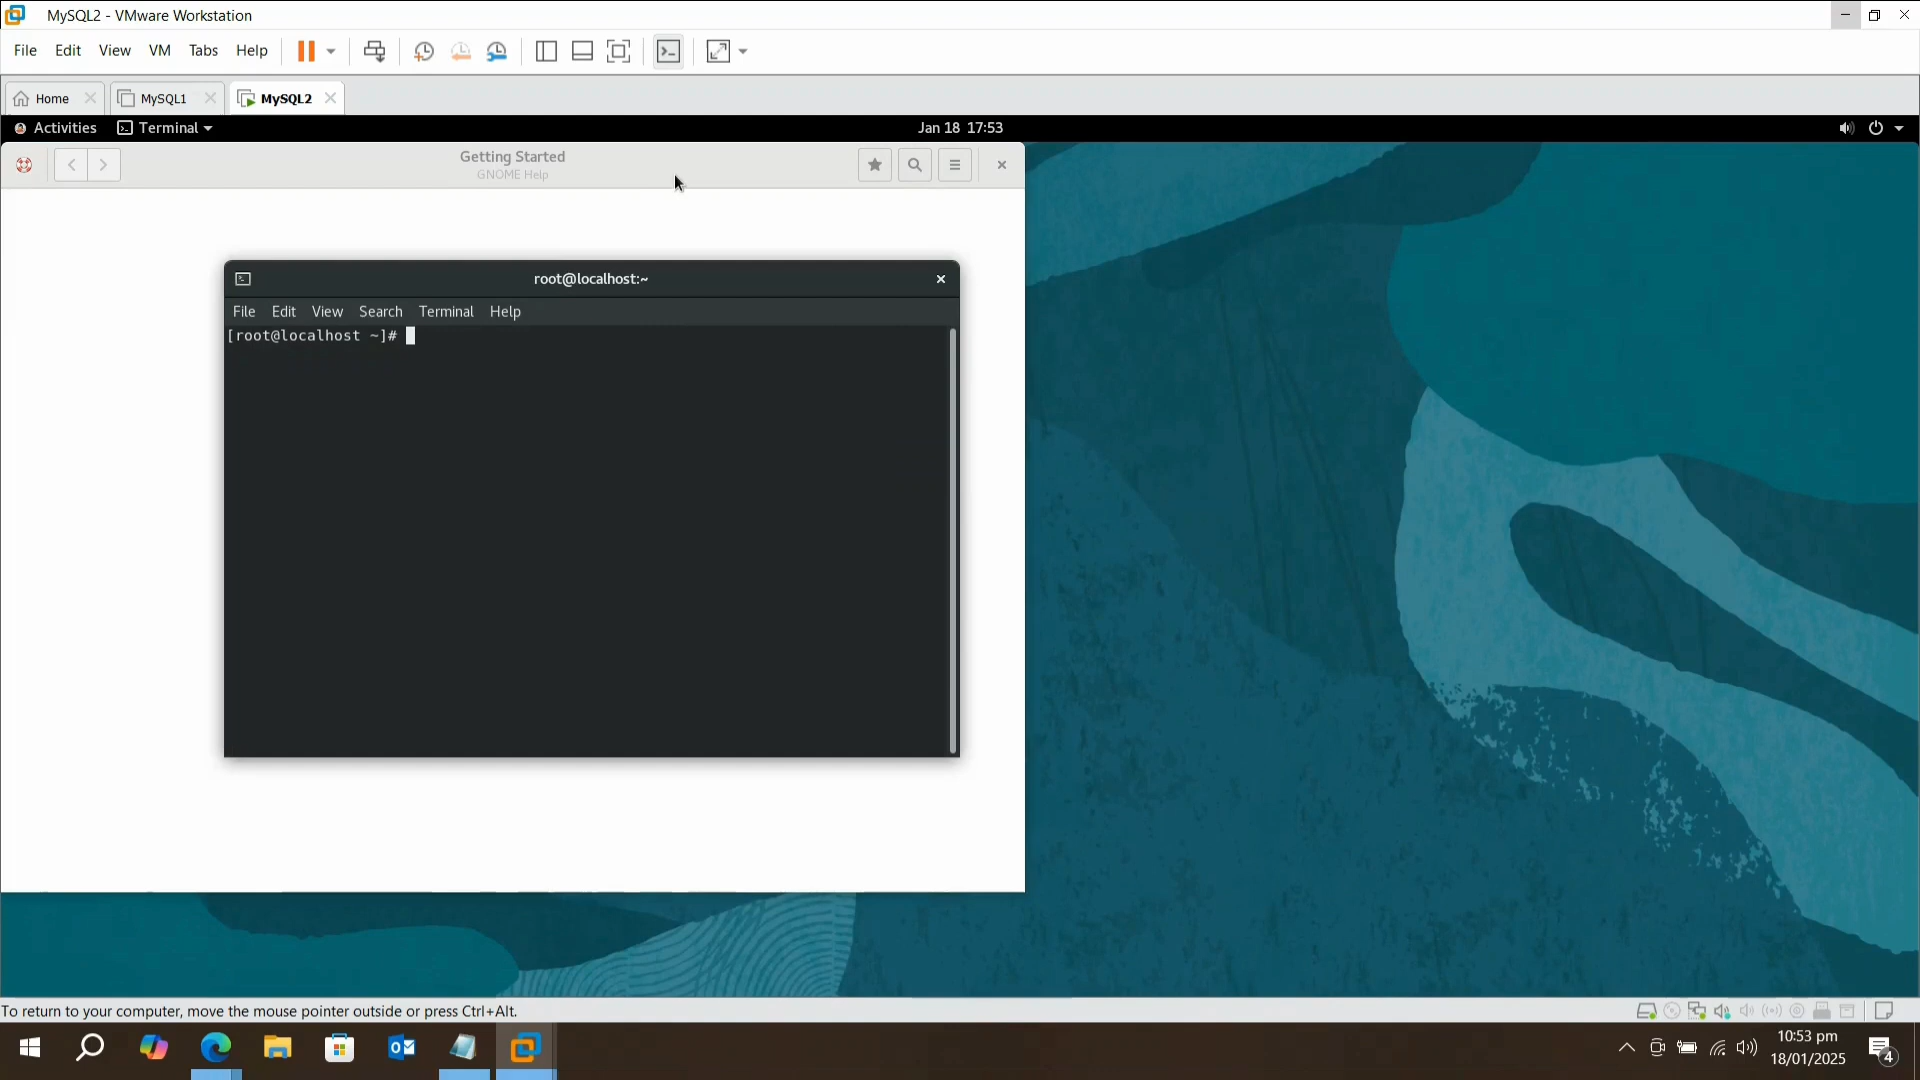 MySQL2 - VMware Workstation
File Edit View VM Tabs Help
Home MySQL1 MySQL2
Activities Terminal Jan 18 17:53
Getting Started
GNOME Help
root@localhost:~
File Edit View Search Terminal Help
[root@localhost ~]#
To return to your computer, move the mouse pointer outside or press Ctrl+Alt.
10:53 pm
18/01/2025
4